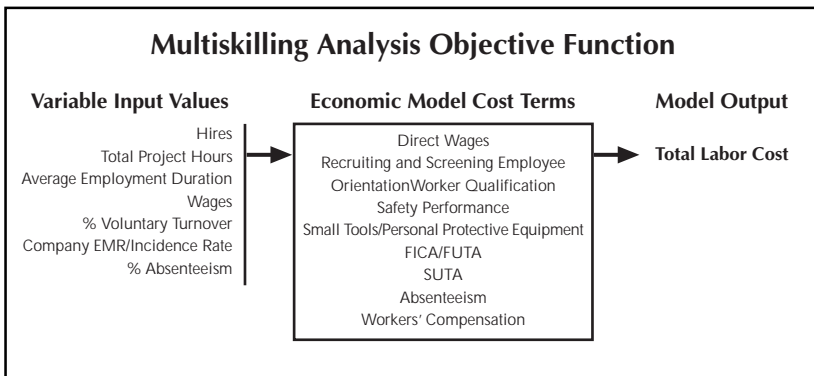 Multiskilling Analysis Objective Function
Variable Input Values
Hires
Total Project Hours
Average Employment Duration
Wages
% Voluntary Turnover
Company EMR/Incidence Rate
% Absenteeism
Economic Model Cost Terms
Direct Wages
Recruiting and Screening Employee
OrientationWorker Qualification
Safety Performance
Small Tools/Personal Protective Equipment
FICA/FUTA
SUTA
Absenteeism
Workers' Compensation
Model Output
Total Labor Cost